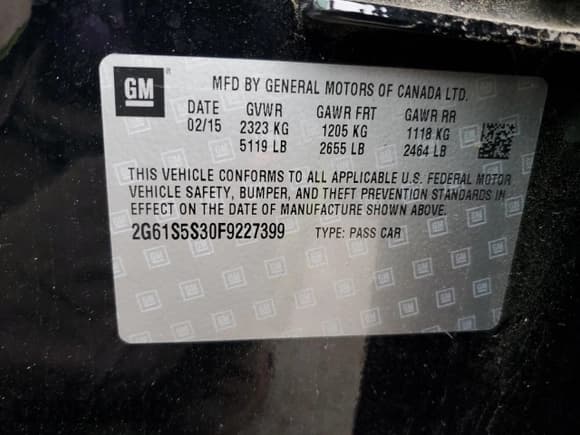 GM ®
MFD BY GENERAL MOTORS OF CANADA LTD.
DATE GVWR GAWR FRT GAWR RR
02/15 2323 KG 1205 KG 1118 KG
5119 LB 2655 LB 2464 LB
THIS VEHICLE CONFORMS TO ALL APPLICABLE U.S. FEDERAL MOTOR
VEHICLE SAFETY, BUMPER, AND THEFT PREVENTION STANDARDS IN
EFFECT ON THE DATE OF MANUFACTURE SHOWN ABOVE.
2G61S5S30F9227399 TYPE: PASS CAR